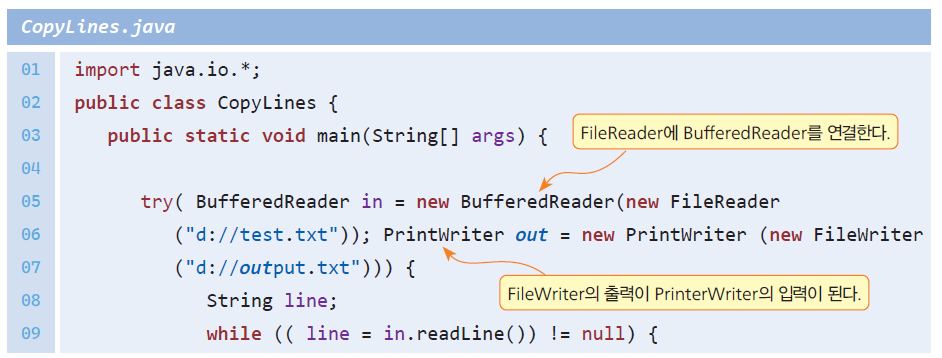 CopyLines.java
01 import java.io.*;
02 public class CopyLines {
03 public static void main(String[] args) {
FileReader에 BufferedReader를 연결한다.
04
05 try( BufferedReader in = new BufferedReader(new FileReader
06 ("d://test.txt")); PrintWriter out = new PrintWriter (new FileWriter
07 ("d://output.txt"))) {
FileWriter의 출력이 PrinterWriter의 입력이 된다.
08 String line;
09 while (( line = in.readLine()) != null) {